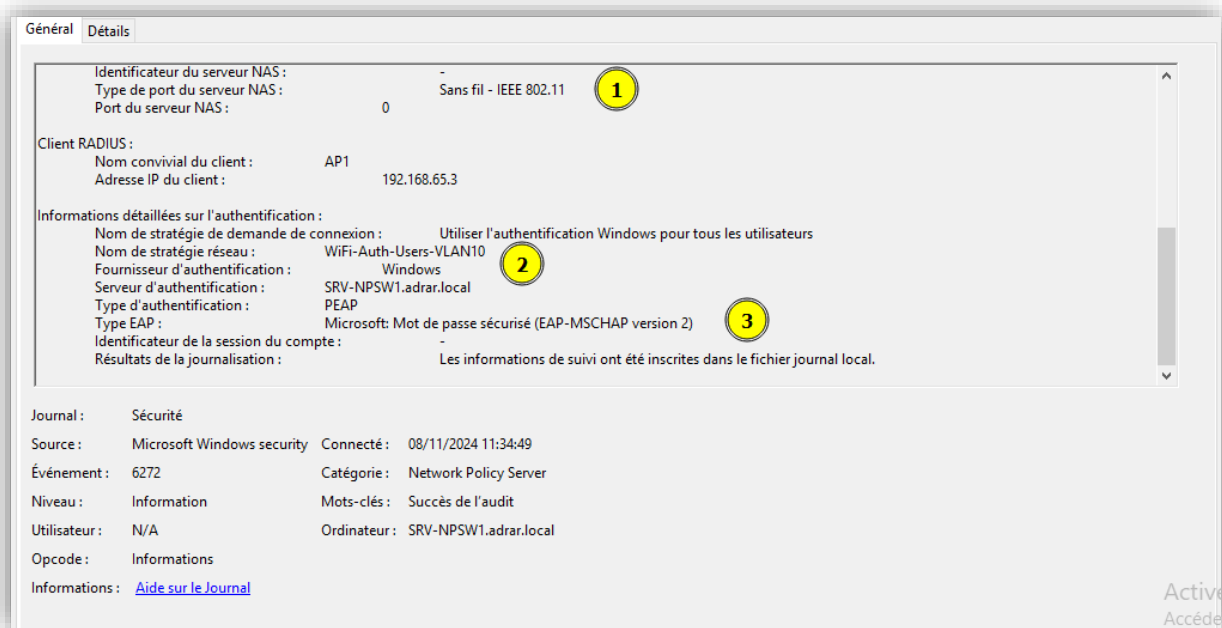 Général Détails
Identificateur du serveur NAS : -
Type de port du serveur NAS : Sans fil - IEEE 802.11 1
Port du serveur NAS : 0
Client RADIUS :
Nom convivial du client : AP1
Adresse IP du client : 192.168.65.3
Informations détaillées sur l'authentification :
Nom de stratégie de demande de connexion : Utiliser l'authentification Windows pour tous les utilisateurs
Nom de stratégie réseau : WiFi-Auth-Users-VLAN10
Fournisseur d'authentification : Windows 2
Serveur d'authentification : SRV-NPSW1.adrar.local
Type d'authentification : PEAP
Type EAP : Microsoft: Mot de passe sécurisé (EAP-MSCHAP version 2) 3
Identificateur de la session du compte : -
Résultats de la journalisation : Les informations de suivi ont été inscrites dans le fichier journal local.
Journal : Sécurité
Source : Microsoft Windows security Connecté : 08/11/2024 11:34:49
Événement : 6272 Catégorie : Network Policy Server
Niveau : Information Mots-clés : Succès de l'audit
Utilisateur : N/A Ordinateur : SRV-NPSW1.adrar.local
Opcode : Informations
Informations : Aide sur le Journal
Active
Accéde